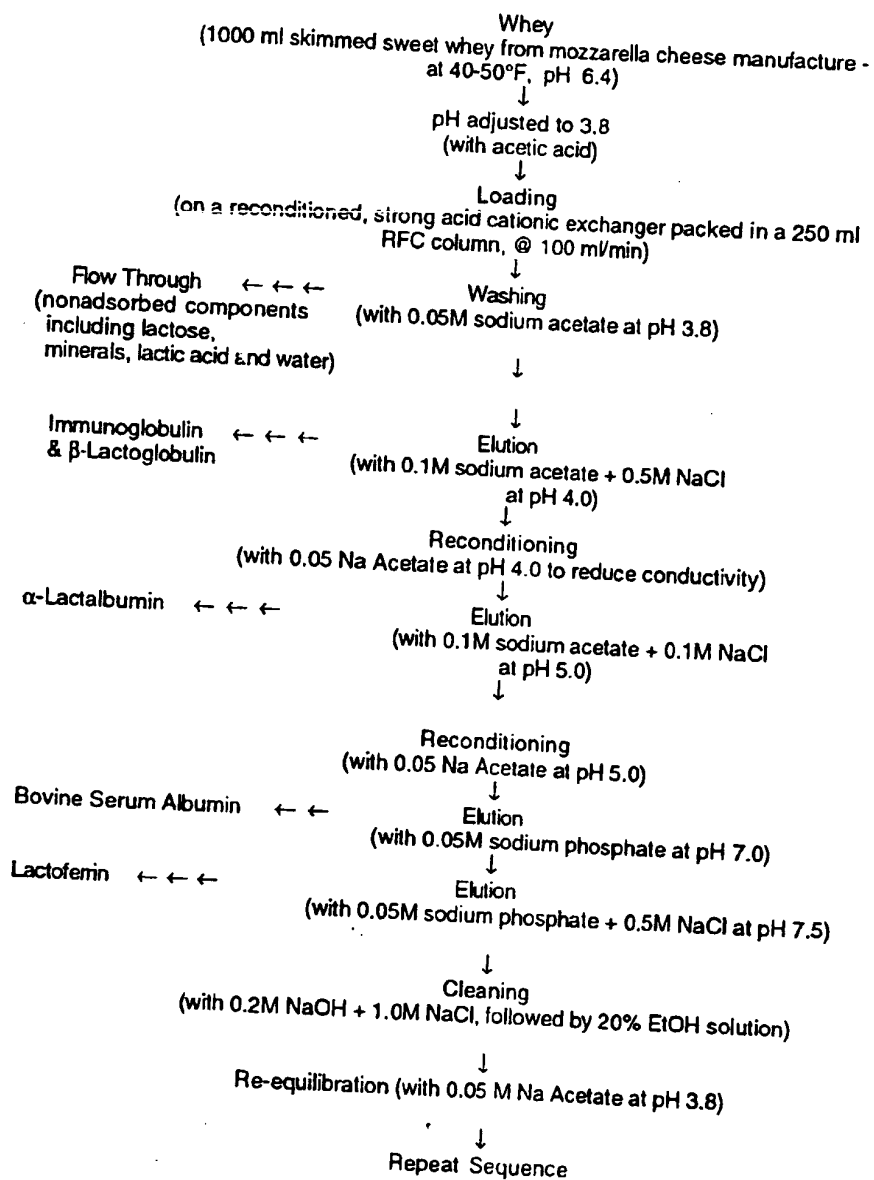 Whey
(1000 ml skimmed sweet whey from mozzarella cheese manufacture -
at 40-50°F, pH 6.4)
↓
pH adjusted to 3.8
(with acetic acid)
↓
Loading
(on a reconditioned, strong acid cationic exchanger packed in a 250 ml
RFC column, @ 100 ml/min)
↓
Flow Through ← ← ← Washing
(nonadsorbed components (with 0.05M sodium acetate at pH 3.8)
including lactose,
minerals, lactic acid and water)
↓
↓
Immunoglobulin ← ← ← Elution
& β-Lactoglobulin (with 0.1M sodium acetate + 0.5M NaCl
at pH 4.0)
↓
Reconditioning
(with 0.05 Na Acetate at pH 4.0 to reduce conductivity)
↓
α-Lactalbumin ← ← ← Elution
(with 0.1M sodium acetate + 0.1M NaCl
at pH 5.0)
↓
Reconditioning
(with 0.05 Na Acetate at pH 5.0)
↓
Bovine Serum Albumin ← ← Elution
(with 0.05M sodium phosphate at pH 7.0)
↓
Lactoferrin ← ← ← Elution
(with 0.05M sodium phosphate + 0.5M NaCl at pH 7.5)
↓
Cleaning
(with 0.2M NaOH + 1.0M NaCl, followed by 20% EtOH solution)
↓
Re-equilibration (with 0.05 M Na Acetate at pH 3.8)
↓
Repeat Sequence